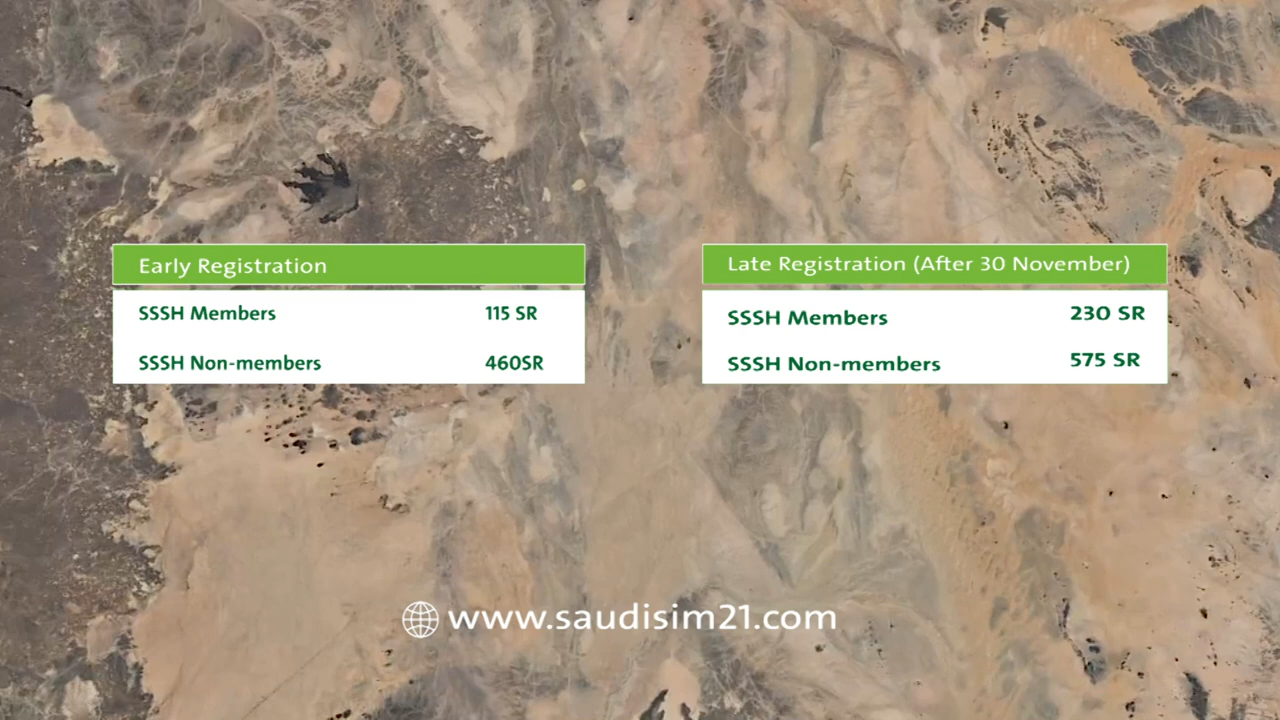 Early Registration
SSSH Members 115 SR
SSSH Non-members 460SR
Late Registration (After 30 November)
SSSH Members 230 SR
SSSH Non-members 575 SR
www.saudisim21.com